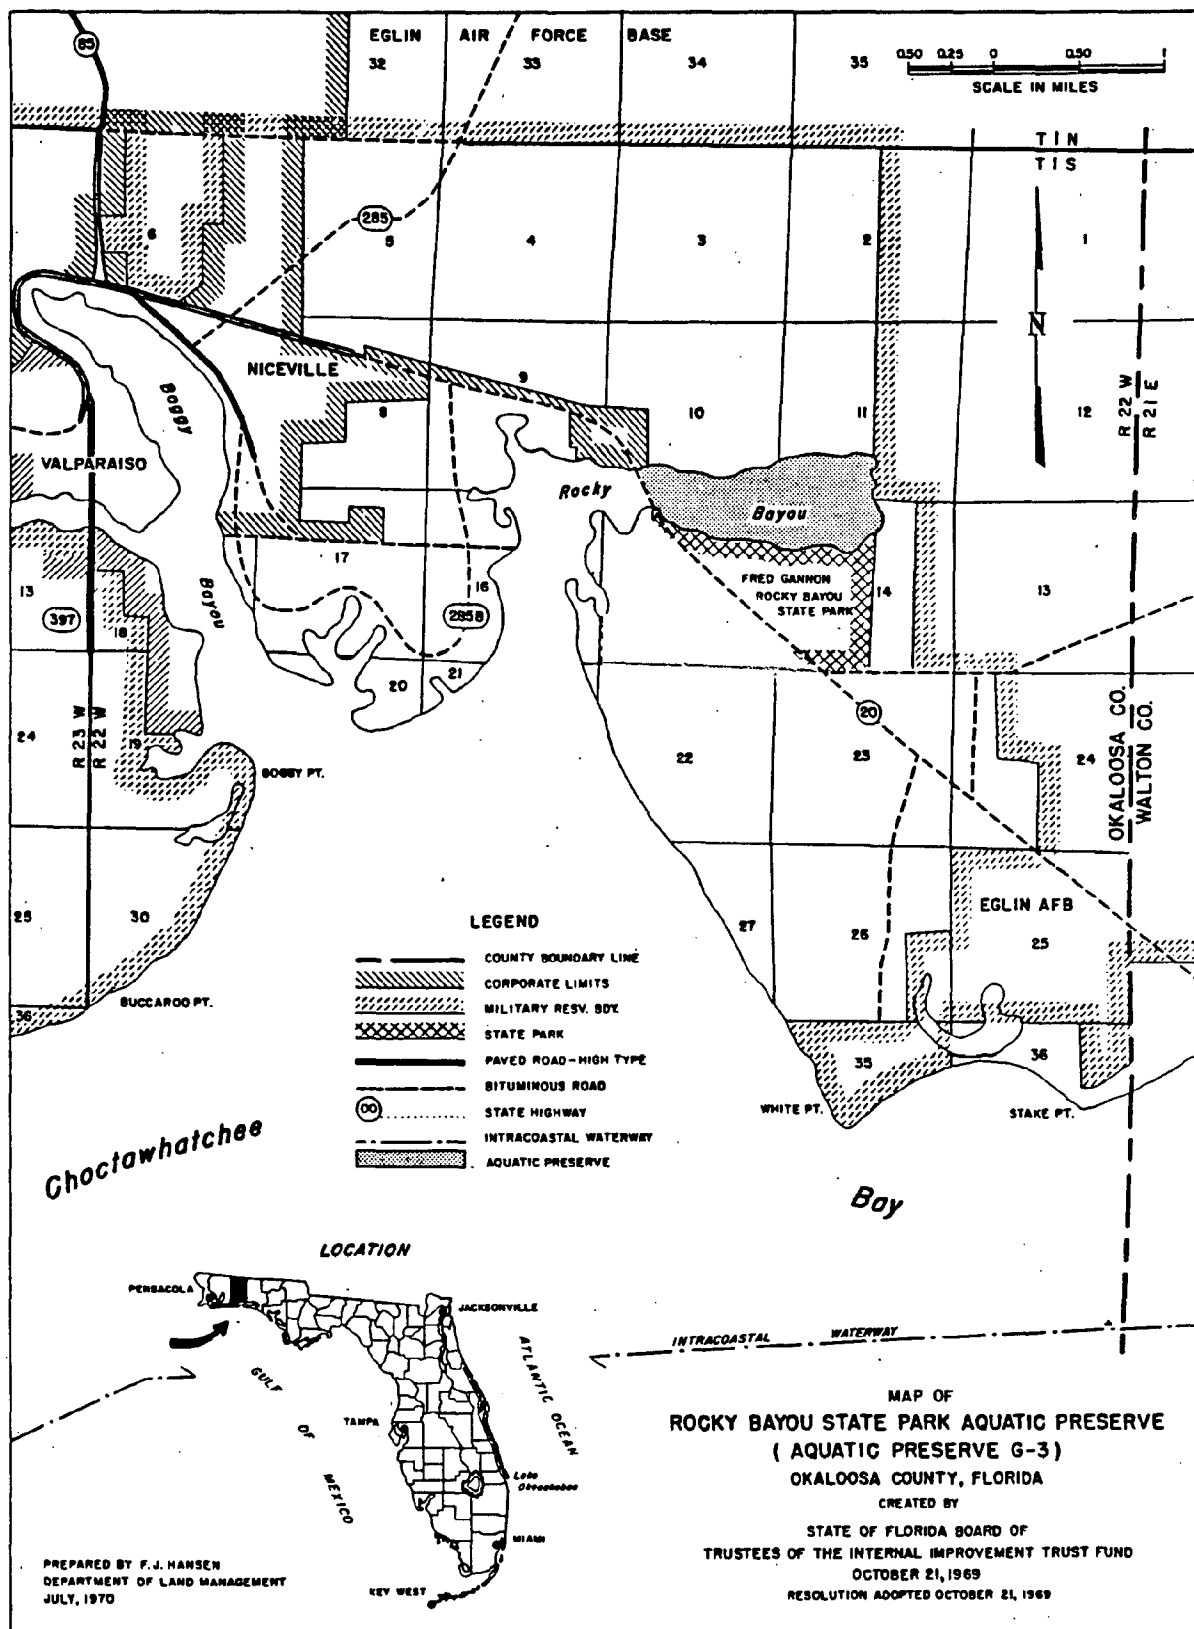 EGLIN AIR FORCE BASE
85
32 33 34 35
0.50 0.25 0 0.50 1
SCALE IN MILES
T1N
T1S
6 5 4 3 2 1
285
N
NICEVILLE
8 9 10 11 12
R 22 W
R 21 E
Boggy
VALPARAISO
Rocky
Bayou
17 16
FRED GANNON
ROCKY BAYOU
STATE PARK
14 13
13
397
18
Bayou
285B
20 21
20
24
R 23 W
R 22 W
19
22 23 24
OKALOOSA CO.
WALTON CO.
BOGGY PT.
25 30
27 26
EGLIN AFB
25
36
BUCCAROO PT.
35 36
WHITE PT.
STAKE PT.
LEGEND
COUNTY BOUNDARY LINE
CORPORATE LIMITS
MILITARY RESV. BDY.
STATE PARK
PAVED ROAD-HIGH TYPE
BITUMINOUS ROAD
00 STATE HIGHWAY
INTRACOASTAL WATERWAY
AQUATIC PRESERVE
Choctawhatchee
Bay
LOCATION
PENSACOLA
JACKSONVILLE
ATLANTIC OCEAN
GULF
OF
MEXICO
TAMPA
Lake
Okeechobee
MIAMI
KEY WEST
INTRACOASTAL WATERWAY
MAP OF
ROCKY BAYOU STATE PARK AQUATIC PRESERVE
( AQUATIC PRESERVE G-3)
OKALOOSA COUNTY, FLORIDA
CREATED BY
STATE OF FLORIDA BOARD OF
TRUSTEES OF THE INTERNAL IMPROVEMENT TRUST FUND
OCTOBER 21, 1969
RESOLUTION ADOPTED OCTOBER 21, 1969
PREPARED BY F.J. HANSEN
DEPARTMENT OF LAND MANAGEMENT
JULY, 1970